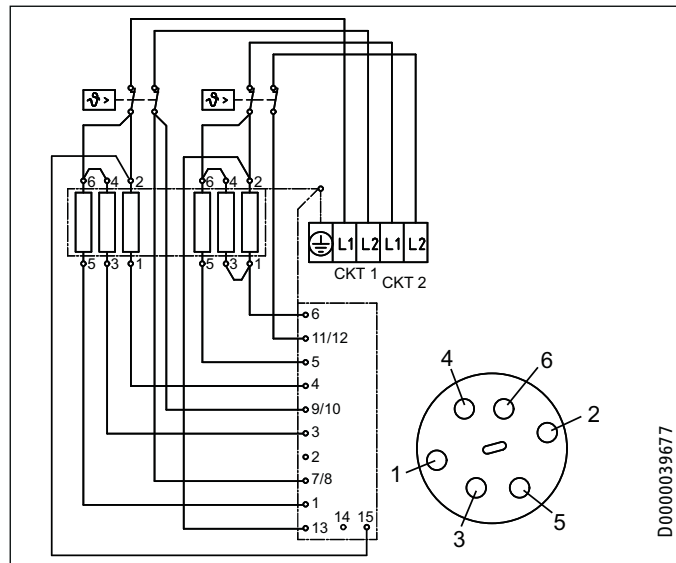 ϑ > ϑ >
6 4 2 6 4 2
5 3 1 5 3 1
L1 L2 L1 L2
CKT 1 CKT 2
6
11/12
5
4
9/10
3
2
7/8
1
13 14 15
4 6
1 2
3 5
D0000039677